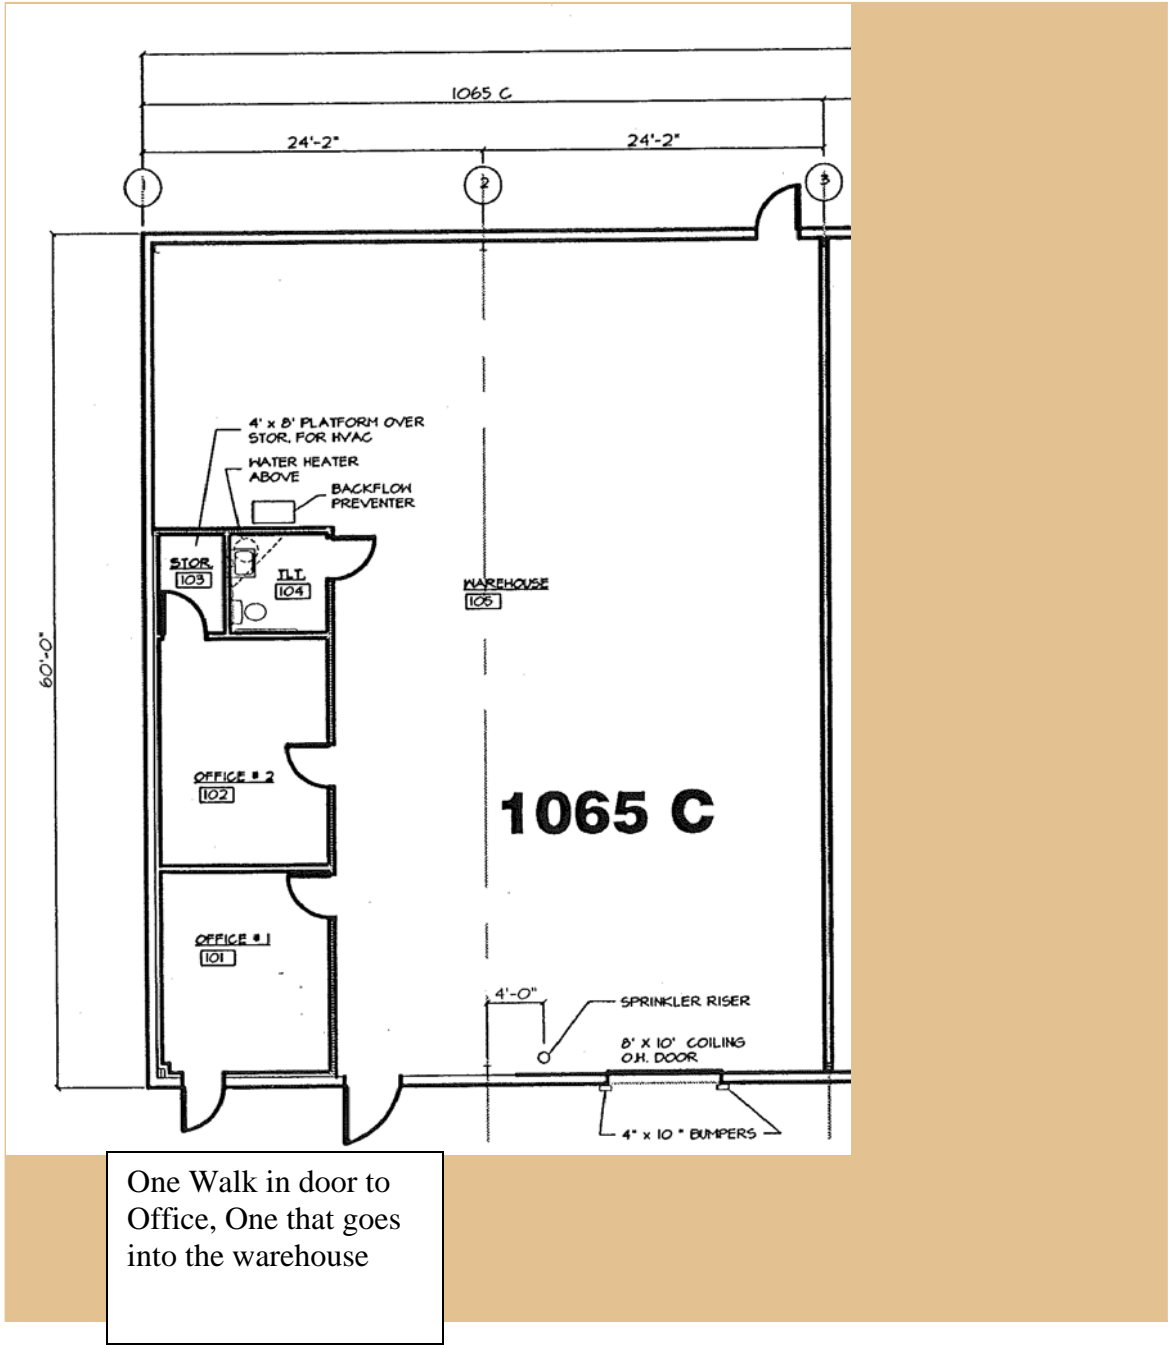 1065 C
24'-2"
24'-2"
1
2
3
4' x 8' PLATFORM OVER
STOR. FOR HVAC
WATER HEATER
ABOVE
BACKFLOW
PREVENTER
STOR.
103
TLT.
104
WAREHOUSE
105
60'-0"
OFFICE # 2
102
1065 C
OFFICE # 1
101
4'-0"
SPRINKLER RISER
8' X 10' COILING
O.H. DOOR
4" x 10 " BUMPERS
One Walk in door to
Office, One that goes
into the warehouse